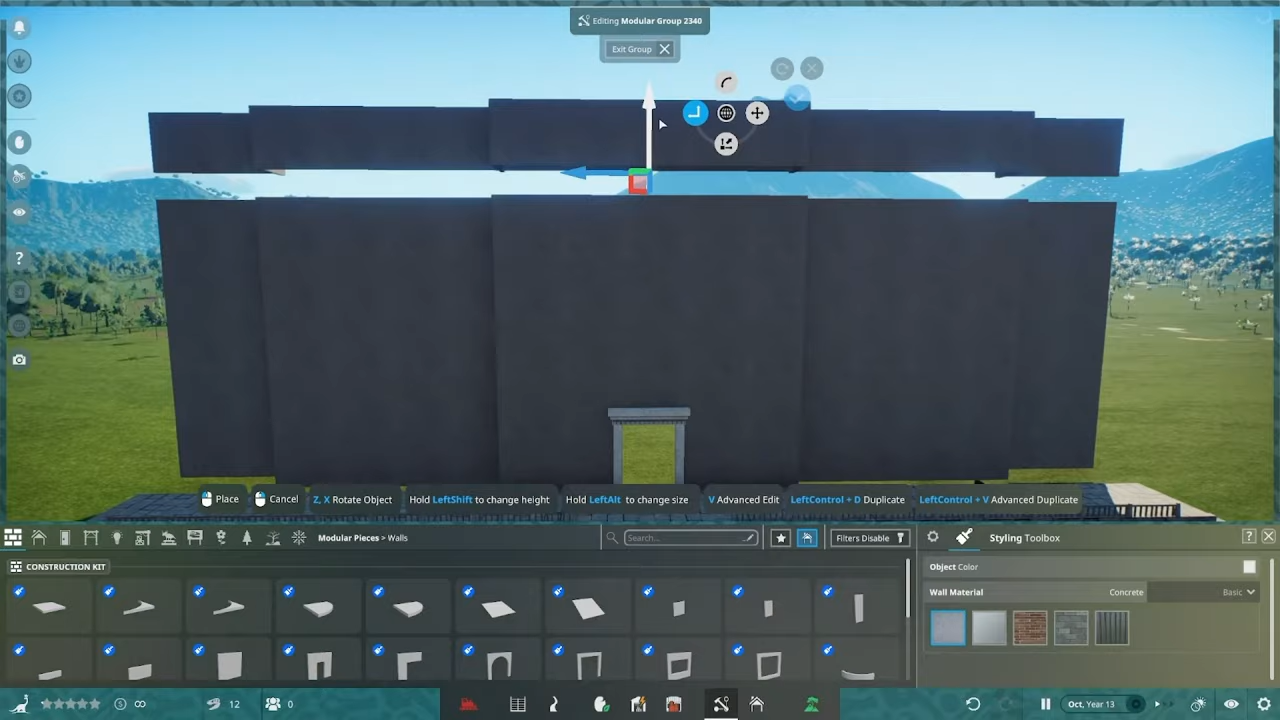 Editing Modular Group 2340
Exit Group
?
Place
Cancel
Z, X Rotate Object
Hold LeftShift to change height
Hold LeftAlt to change size
V Advanced Edit
LeftControl + D Duplicate
LeftControl + V Advanced Duplicate
Modular Pieces > Walls
Search...
Filters Disable
Styling Toolbox
?
CONSTRUCTION KIT
Object Color
Wall Material
Concrete
Basic
∞
12
0
Oct, Year 13